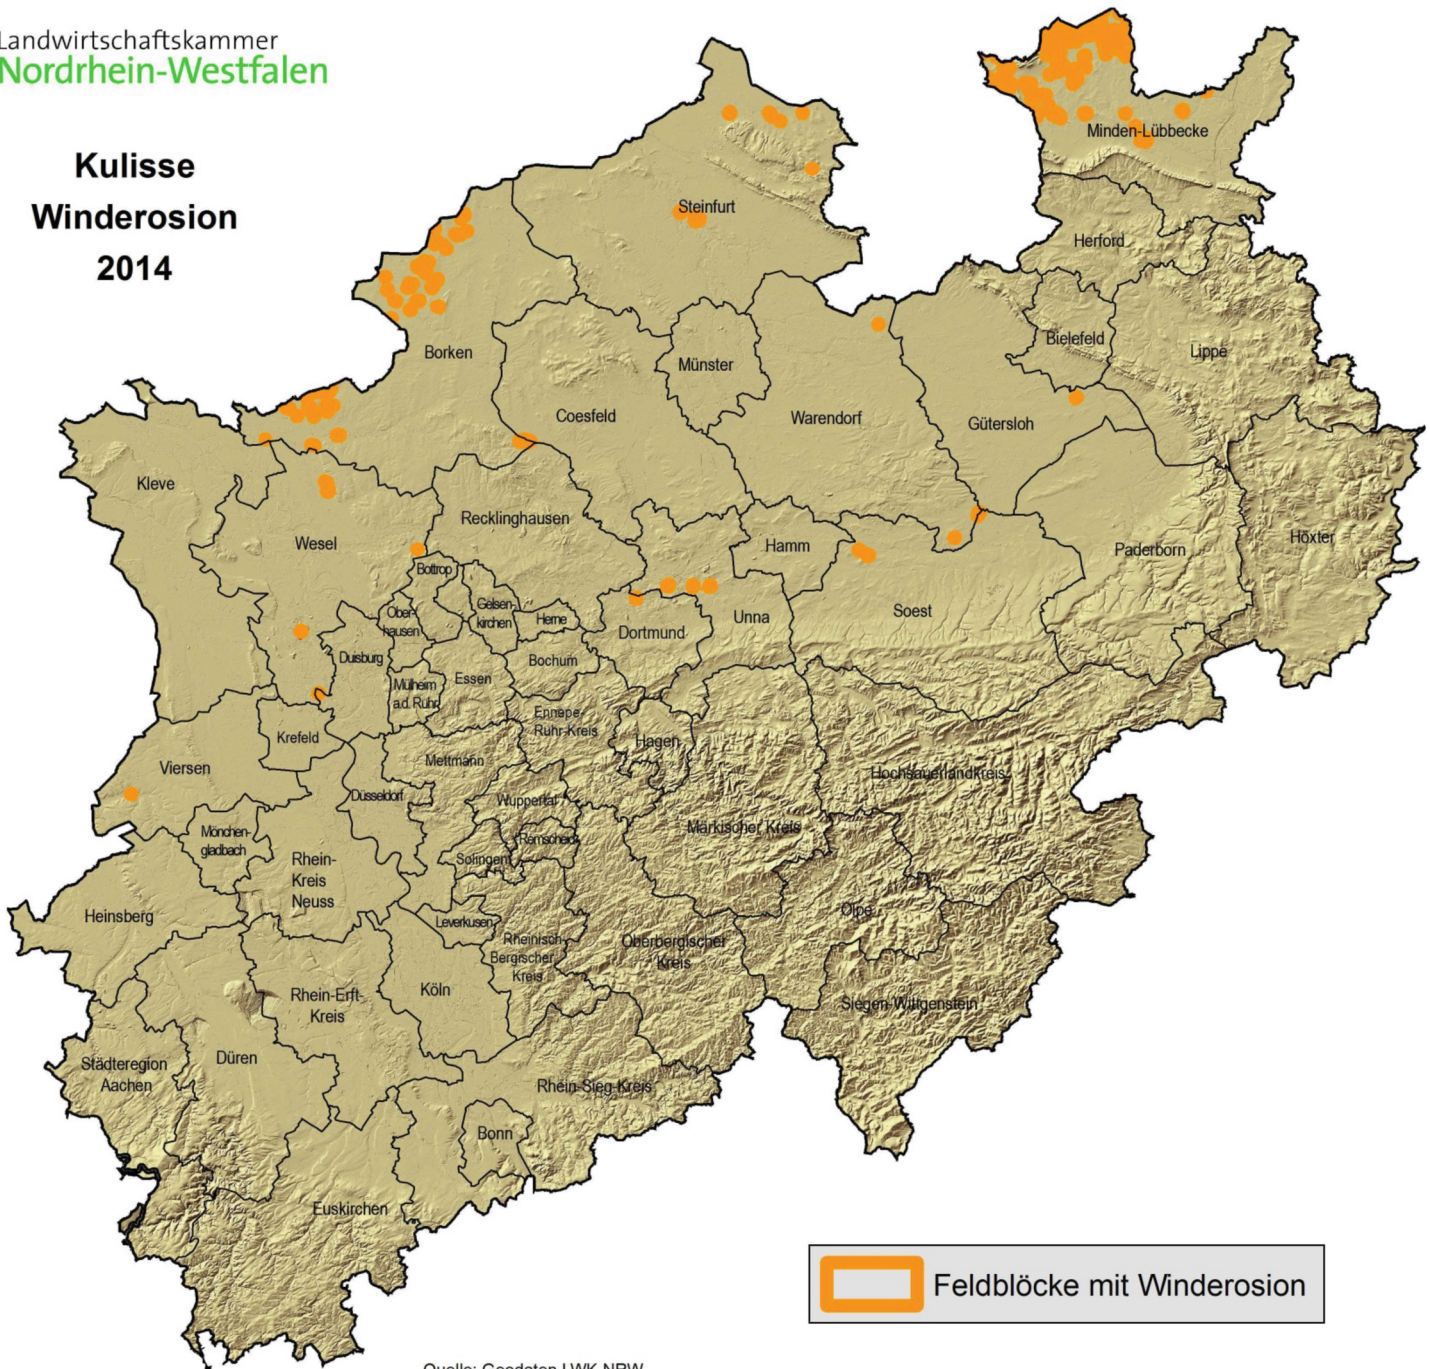 Landwirtschaftskammer
Nordrhein-Westfalen
Kulisse
Winderosion
2014
Minden-Lübbecke
Steinfurt
Herford
Bielefeld
Lippe
Borken
Münster
Coesfeld
Warendorf
Gütersloh
Kleve
Recklinghausen
Wesel
Hamm
Paderborn
Höxter
Bottrop
Ober-
hausen
Gelsen-
kirchen
Herne
Dortmund
Unna
Soest
Duisburg
Bochum
Essen
Mülheim
a.d. Ruhr
Ennepe-
Ruhr-Kreis
Hagen
Krefeld
Viersen
Mettmann
Hochsauerlandkreis
Düsseldorf
Wuppertal
Märkischer Kreis
Mönchen-
gladbach
Remscheid
Solingen
Rhein-
Kreis
Neuss
Heinsberg
Leverkusen
Olpe
Rheinisch-
Bergischer
Kreis
Oberbergischer
Kreis
Köln
Rhein-Erft-
Kreis
Siegen-Wittgenstein
Städteregion
Aachen
Düren
Rhein-Sieg-Kreis
Bonn
Euskirchen
Feldblöcke mit Winderosion
Quelle: Geodaten LWK NRW